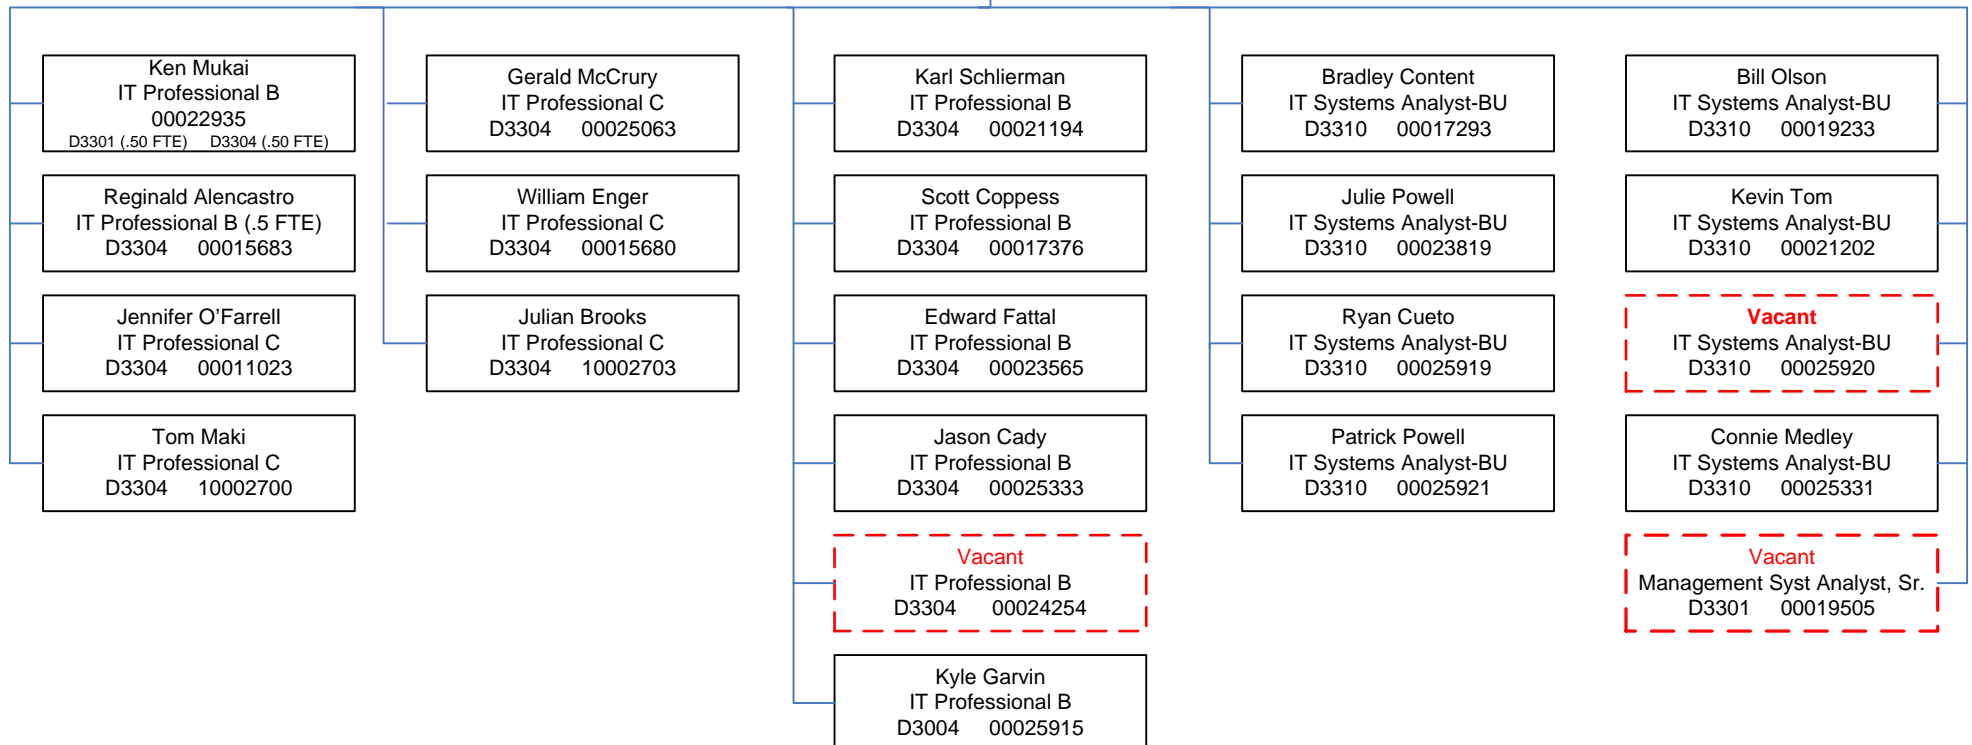 Ken Mukai
IT Professional B
00022935
D3301 (.50 FTE) D3304 (.50 FTE)
Reginald Alencastro
IT Professional B (.5 FTE)
D3304 00015683
Jennifer O’Farrell
IT Professional C
D3304 00011023
Tom Maki
IT Professional C
D3304 10002700
Gerald McCrury
IT Professional C
D3304 00025063
William Enger
IT Professional C
D3304 00015680
Julian Brooks
IT Professional C
D3304 10002703
Karl Schlierman
IT Professional B
D3304 00021194
Scott Coppess
IT Professional B
D3304 00017376
Edward Fattal
IT Professional B
D3304 00023565
Jason Cady
IT Professional B
D3304 00025333
Vacant
IT Professional B
D3304 00024254
Kyle Garvin
IT Professional B
D3004 00025915
Bradley Content
IT Systems Analyst-BU
D3310 00017293
Julie Powell
IT Systems Analyst-BU
D3310 00023819
Ryan Cueto
IT Systems Analyst-BU
D3310 00025919
Patrick Powell
IT Systems Analyst-BU
D3310 00025921
Bill Olson
IT Systems Analyst-BU
D3310 00019233
Kevin Tom
IT Systems Analyst-BU
D3310 00021202
Vacant
IT Systems Analyst-BU
D3310 00025920
Connie Medley
IT Systems Analyst-BU
D3310 00025331
Vacant
Management Syst Analyst, Sr.
D3301 00019505